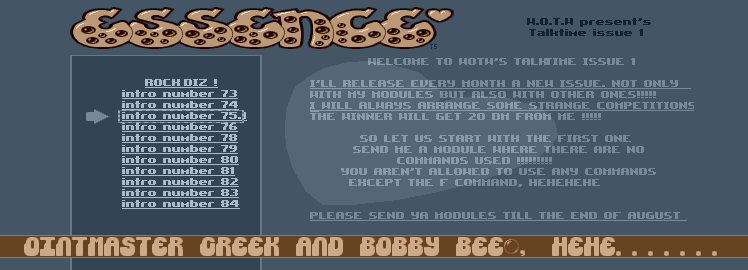 ESSENCE
W.O.T.W present's
Talktime issue 1
ROCK DIZ !
intro number 73
intro number 74
intro number 75
intro number 76
intro number 78
intro number 79
intro number 80
intro number 81
intro number 82
intro number 83
intro number 84
WELCOME TO WOTW'S TALKTIME ISSUE 1
I'LL RELEASE EVERY MONTH A NEW ISSUE. NOT ONLY
WITH MY MODULES BUT ALSO WITH OTHER ONES!!!!!
I WILL ALWAYS ARRANGE SOME STRANGE COMPETITIONS
THE WINNER WILL GET 20 DM FROM ME !!!!!
SO LET US START WITH THE FIRST ONE
SEND ME A MODULE WHERE THERE ARE NO
COMMANDS USED !!!!!!!!!
YOU AREN'T ALLOWED TO USE ANY COMMANDS
EXCEPT THE F COMMAND, HEHEHEHE
PLEASE SEND YA MODULES TILL THE END OF AUGUST
OINTMASTER GREEK AND BOBBY BEE , HEHE.......